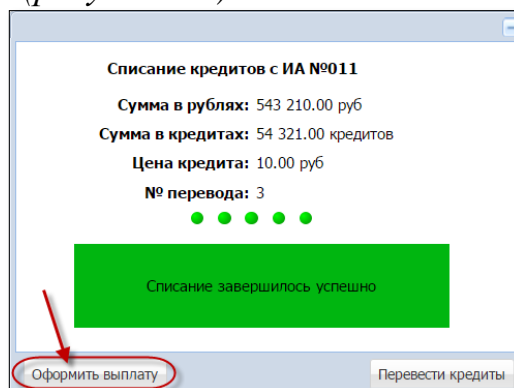 Списание кредитов с ИА №011
Сумма в рублях: 543 210.00 руб
Сумма в кредитах: 54 321.00 кредитов
Цена кредита: 10.00 руб
№ перевода: 3
Списание завершилось успешно
Оформить выплату Перевести кредиты